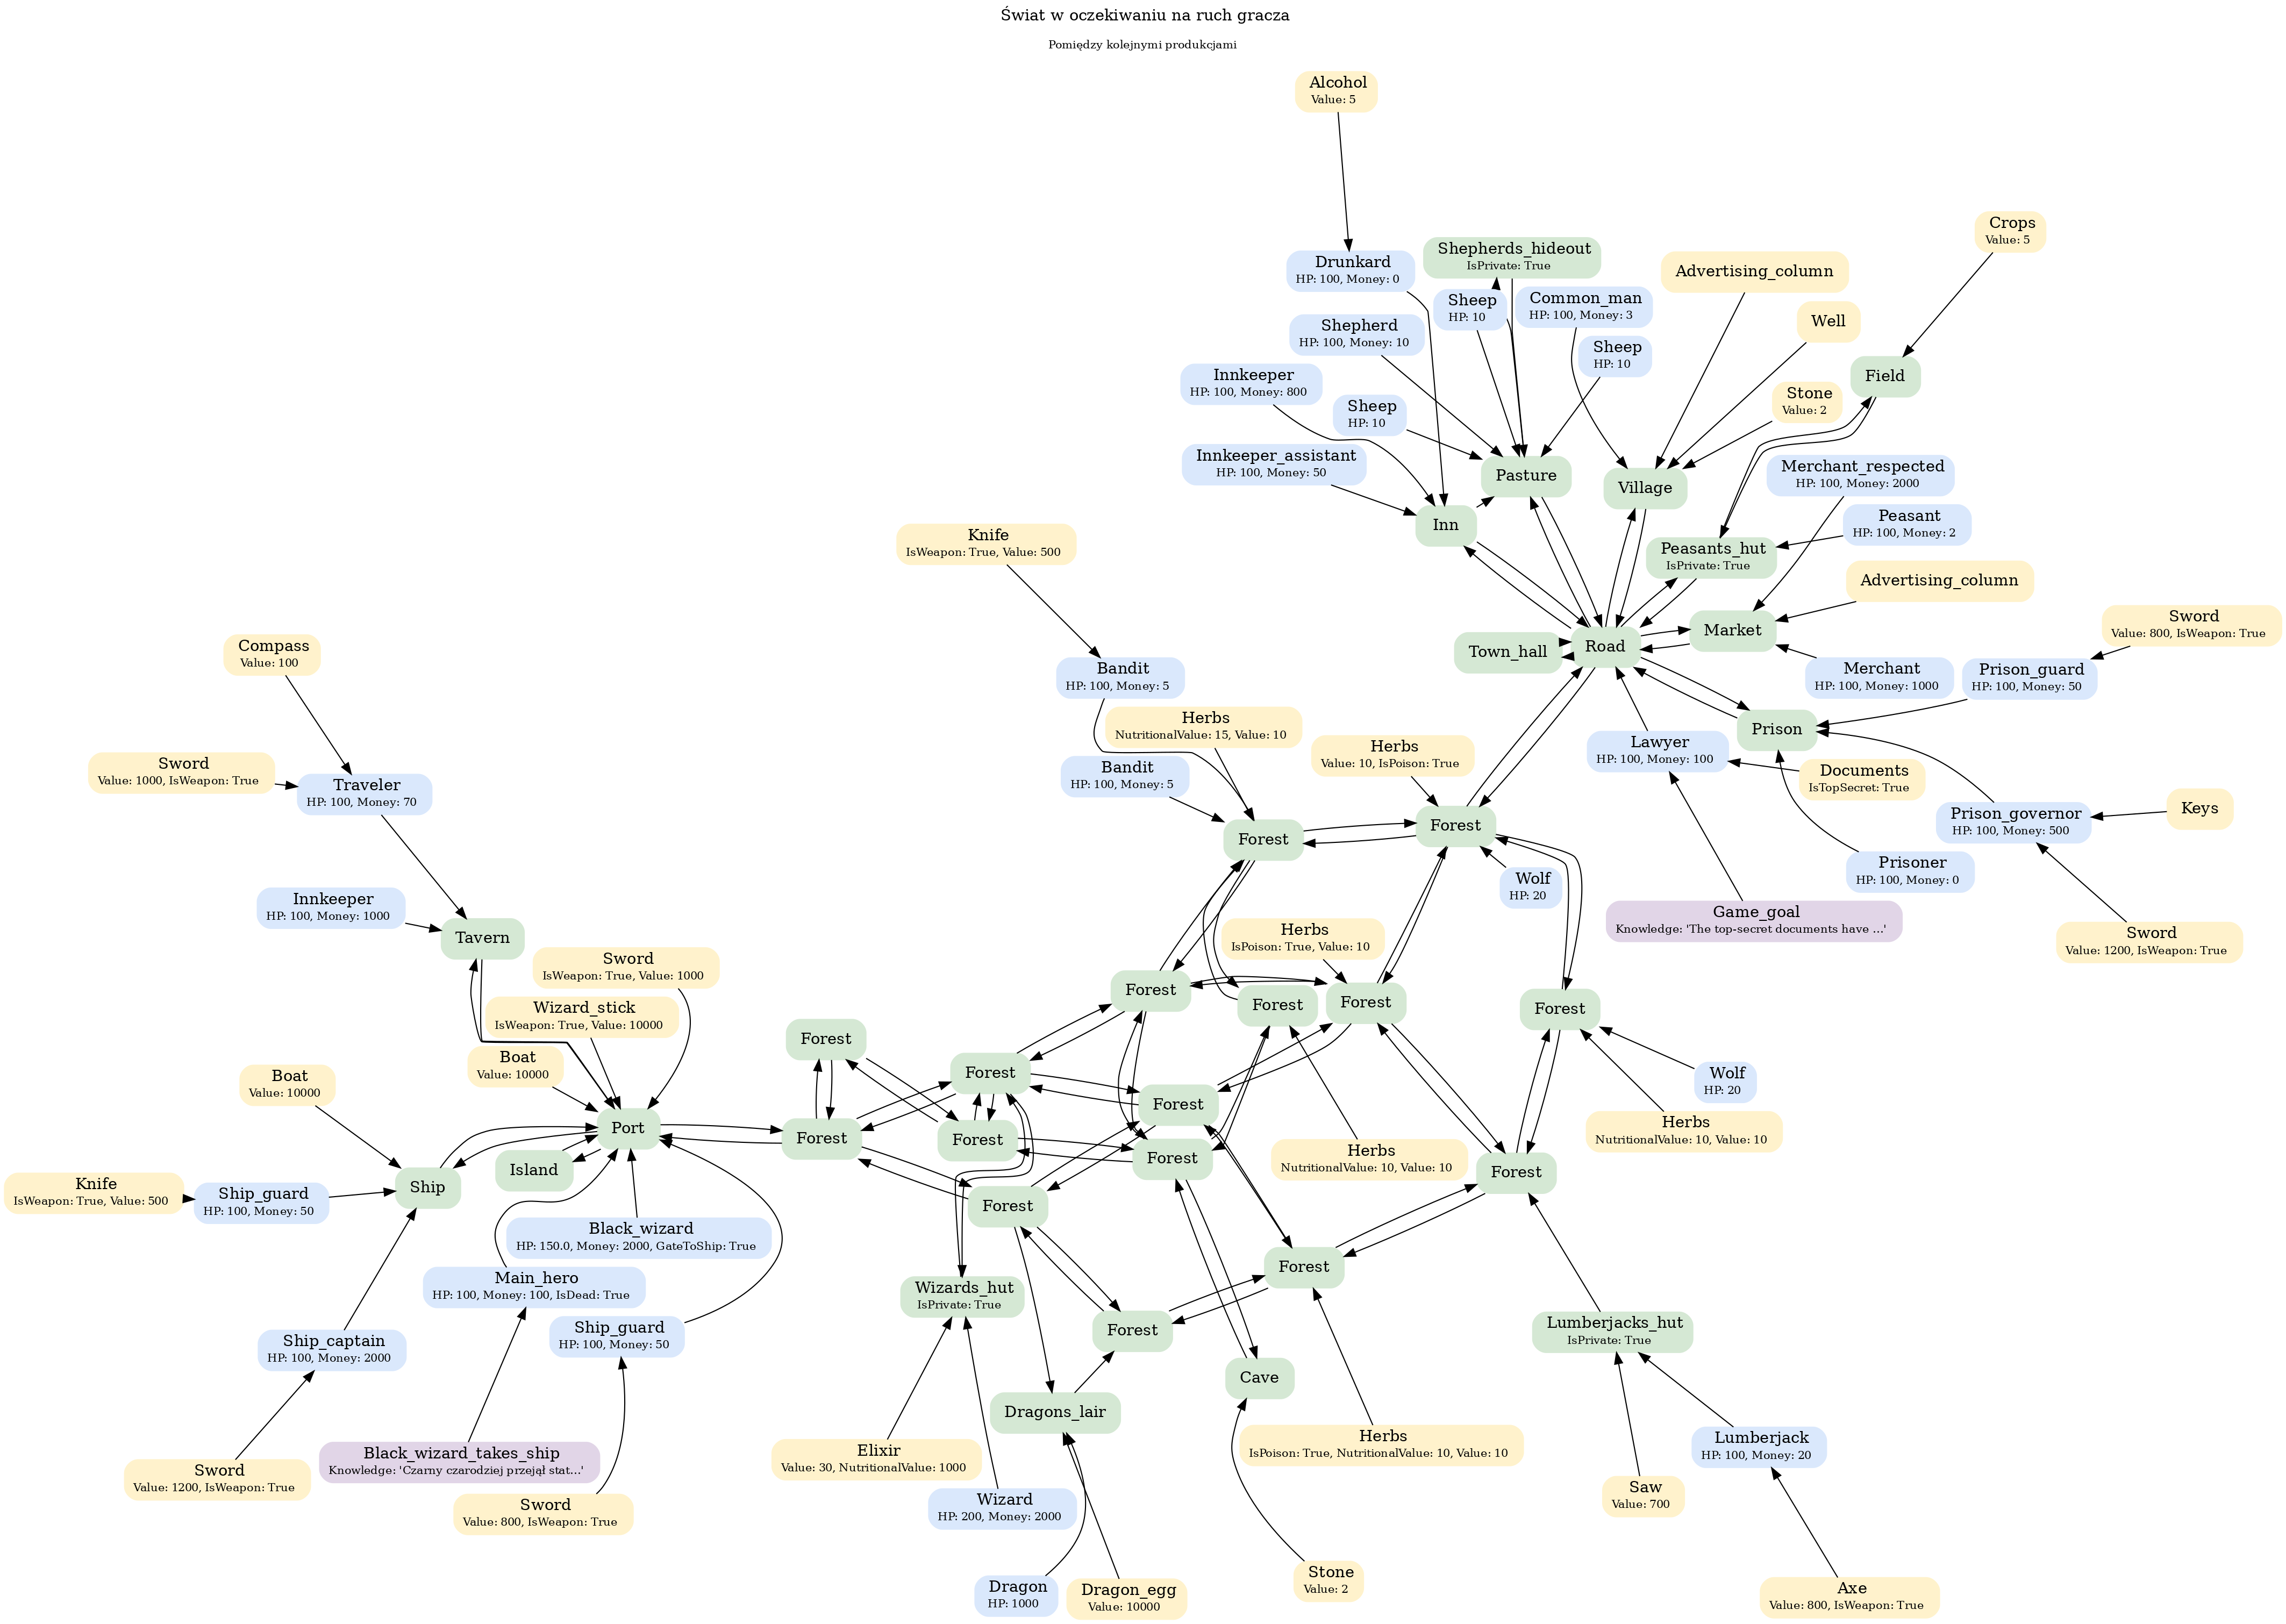 Świat w oczekiwaniu na ruch gracza
Pomiędzy kolejnymi produkcjami
Alcohol
Value: 5
Crops
Value: 5
Drunkard
HP: 100, Money: 0
Shepherds_hideout
IsPrivate: True
Advertising_column
Sheep
HP: 10
Common_man
HP: 100, Money: 3
Well
Shepherd
HP: 100, Money: 10
Sheep
HP: 10
Innkeeper
HP: 100, Money: 800
Field
Stone
Value: 2
Sheep
HP: 10
Innkeeper_assistant
HP: 100, Money: 50
Pasture
Village
Merchant_respected
HP: 100, Money: 2000
Inn
Peasant
HP: 100, Money: 2
Knife
IsWeapon: True, Value: 500
Peasants_hut
IsPrivate: True
Advertising_column
Market
Sword
Value: 800, IsWeapon: True
Road
Town_hall
Compass
Value: 100
Bandit
HP: 100, Money: 5
Merchant
HP: 100, Money: 1000
Prison_guard
HP: 100, Money: 50
Herbs
NutritionalValue: 15, Value: 10
Prison
Herbs
Value: 10, IsPoison: True
Lawyer
HP: 100, Money: 100
Sword
Value: 1000, IsWeapon: True
Bandit
HP: 100, Money: 5
Documents
IsTopSecret: True
Traveler
HP: 100, Money: 70
Keys
Prison_governor
HP: 100, Money: 500
Forest
Forest
Prisoner
HP: 100, Money: 0
Wolf
HP: 20
Innkeeper
HP: 100, Money: 1000
Game_goal
Knowledge: 'The top-secret documents have ...'
Tavern
Herbs
IsPoison: True, Value: 10
Sword
Value: 1200, IsWeapon: True
Sword
IsWeapon: True, Value: 1000
Forest
Forest
Forest
Forest
Wizard_stick
IsWeapon: True, Value: 10000
Forest
Boat
Value: 10000
Forest
Boat
Value: 10000
Wolf
HP: 20
Forest
Port
Forest
Forest
Herbs
NutritionalValue: 10, Value: 10
Forest
Herbs
NutritionalValue: 10, Value: 10
Island
Forest
Ship
Knife
IsWeapon: True, Value: 500
Ship_guard
HP: 100, Money: 50
Forest
Black_wizard
HP: 150.0, Money: 2000, GateToShip: True
Forest
Main_hero
HP: 100, Money: 100, IsDead: True
Wizards_hut
IsPrivate: True
Forest
Lumberjacks_hut
IsPrivate: True
Ship_guard
HP: 100, Money: 50
Ship_captain
HP: 100, Money: 2000
Cave
Dragons_lair
Herbs
IsPoison: True, NutritionalValue: 10, Value: 10
Lumberjack
HP: 100, Money: 20
Elixir
Value: 30, NutritionalValue: 1000
Black_wizard_takes_ship
Knowledge: 'Czarny czarodziej przejął stat...'
Sword
Value: 1200, IsWeapon: True
Saw
Value: 700
Wizard
HP: 200, Money: 2000
Sword
Value: 800, IsWeapon: True
Stone
Value: 2
Dragon
HP: 1000
Dragon_egg
Value: 10000
Axe
Value: 800, IsWeapon: True